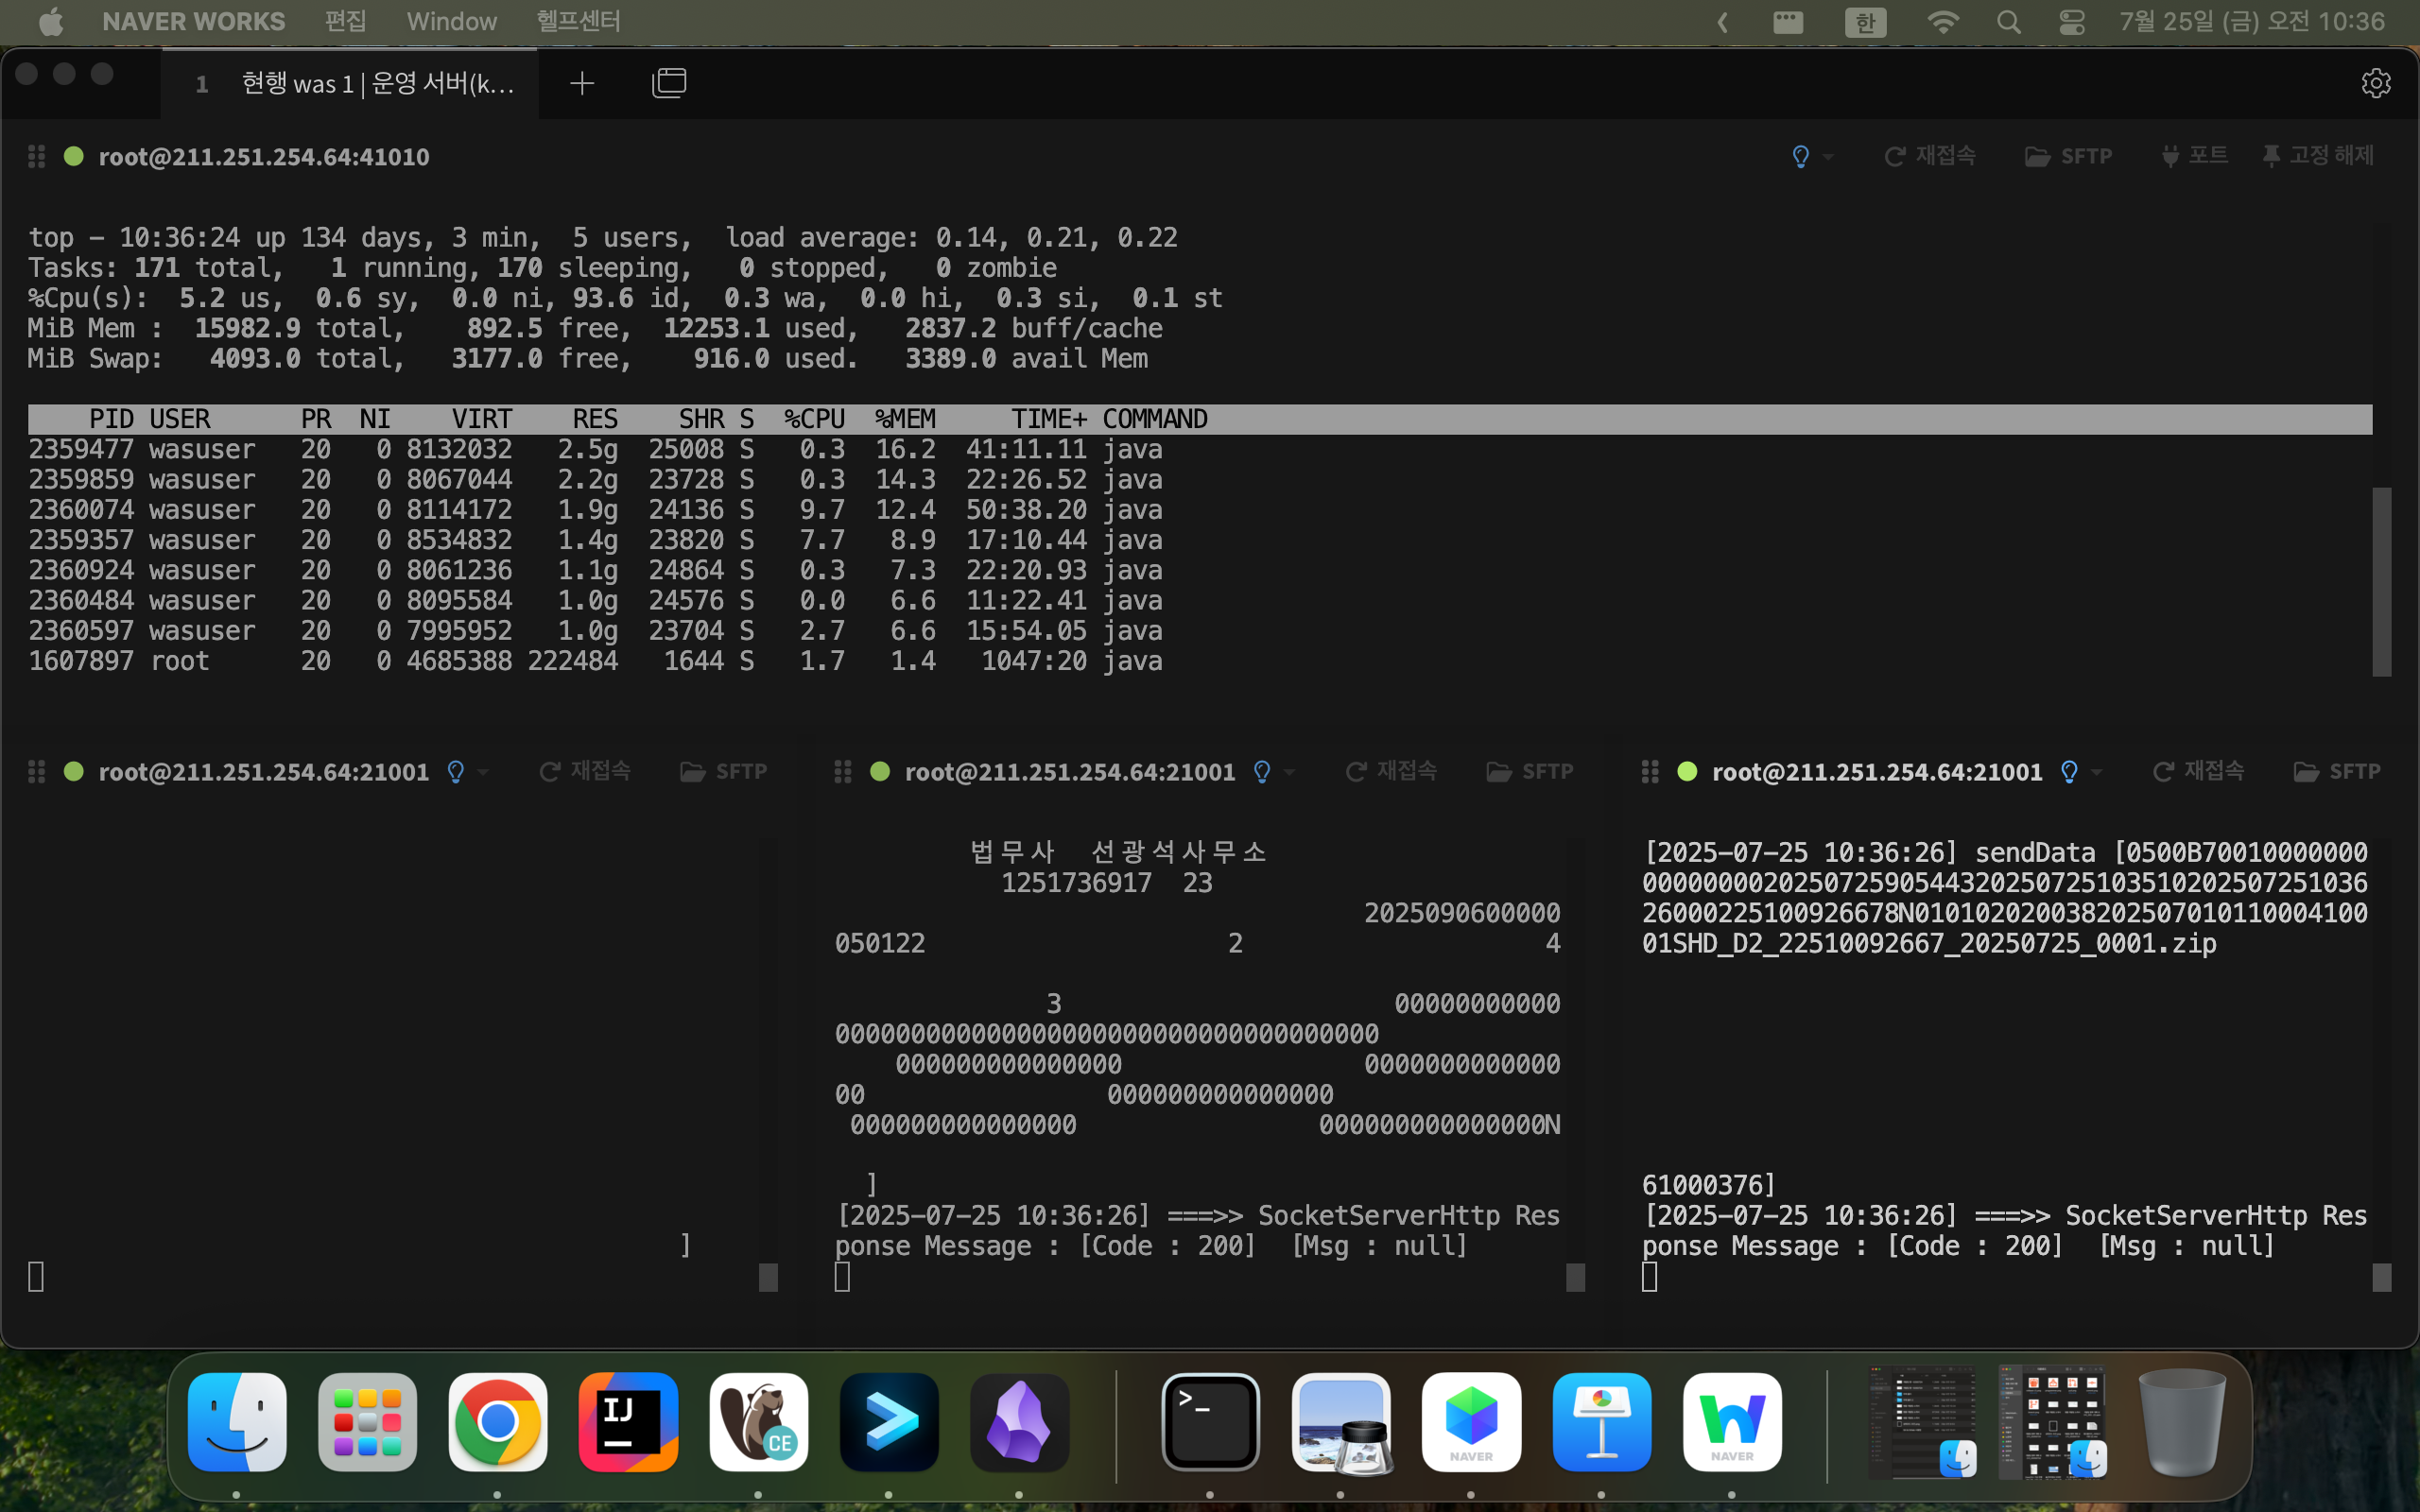 NAVER WORKS 편집 Window 헬프센터 한 7월 25일 (금) 오전 10:36
1 현행 was 1 | 운영 서버(k...
root@211.251.254.64:41010 재접속 SFTP 포트 고정 해제
top - 10:36:24 up 134 days, 3 min, 5 users, load average: 0.14, 0.21, 0.22
Tasks: 171 total, 1 running, 170 sleeping, 0 stopped, 0 zombie
%Cpu(s): 5.2 us, 0.6 sy, 0.0 ni, 93.6 id, 0.3 wa, 0.0 hi, 0.3 si, 0.1 st
MiB Mem : 15982.9 total, 892.5 free, 12253.1 used, 2837.2 buff/cache
MiB Swap: 4093.0 total, 3177.0 free, 916.0 used. 3389.0 avail Mem
PID USER PR NI VIRT RES SHR S %CPU %MEM TIME+ COMMAND
2359477 wasuser 20 0 8132032 2.5g 25008 S 0.3 16.2 41:11.11 java
2359859 wasuser 20 0 8067044 2.2g 23728 S 0.3 14.3 22:26.52 java
2360074 wasuser 20 0 8114172 1.9g 24136 S 9.7 12.4 50:38.20 java
2359357 wasuser 20 0 8534832 1.4g 23820 S 7.7 8.9 17:10.44 java
2360924 wasuser 20 0 8061236 1.1g 24864 S 0.3 7.3 22:20.93 java
2360484 wasuser 20 0 8095584 1.0g 24576 S 0.0 6.6 11:22.41 java
2360597 wasuser 20 0 7995952 1.0g 23704 S 2.7 6.6 15:54.05 java
1607897 root 20 0 4685388 222484 1644 S 1.7 1.4 1047:20 java
root@211.251.254.64:21001 재접속 SFTP
]
root@211.251.254.64:21001 재접속 SFTP
법무사 선광석사무소
1251736917 23
2025090600000
050122 2 4
3 00000000000
000000000000000000000000000000000000
000000000000000 0000000000000
00 000000000000000
000000000000000 000000000000000N
]
[2025-07-25 10:36:26] ===>> SocketServerHttp Res
ponse Message : [Code : 200] [Msg : null]
root@211.251.254.64:21001 재접속 SFTP
[2025-07-25 10:36:26] sendData [0500B70010000000
000000002025072590544320250725103510202507251036
26000225100926678N010102020038202507010110004100
01SHD_D2_22510092667_20250725_0001.zip
61000376]
[2025-07-25 10:36:26] ===>> SocketServerHttp Res
ponse Message : [Code : 200] [Msg : null]
IJ
CE
>_
NAVER
NAVER